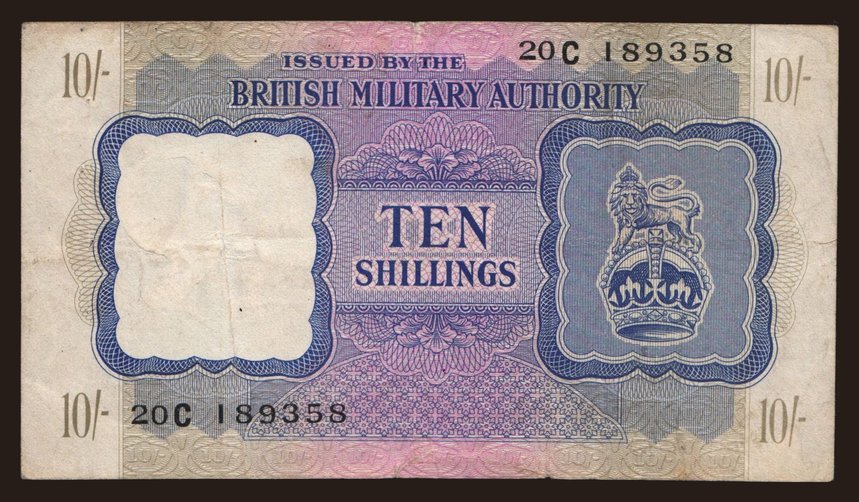 10/-
20C 189358
10/-
ISSUED BY THE
BRITISH MILITARY AUTHORITY
TEN
SHILLINGS
10/-
20C 189358
10/-